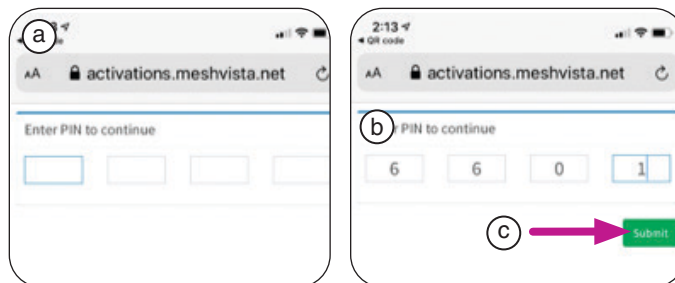 a
AA activations.meshvista.net
Enter PIN to continue
2:13
QR code
AA activations.meshvista.net
b
PIN to continue
6 6 0 1
c
Submit